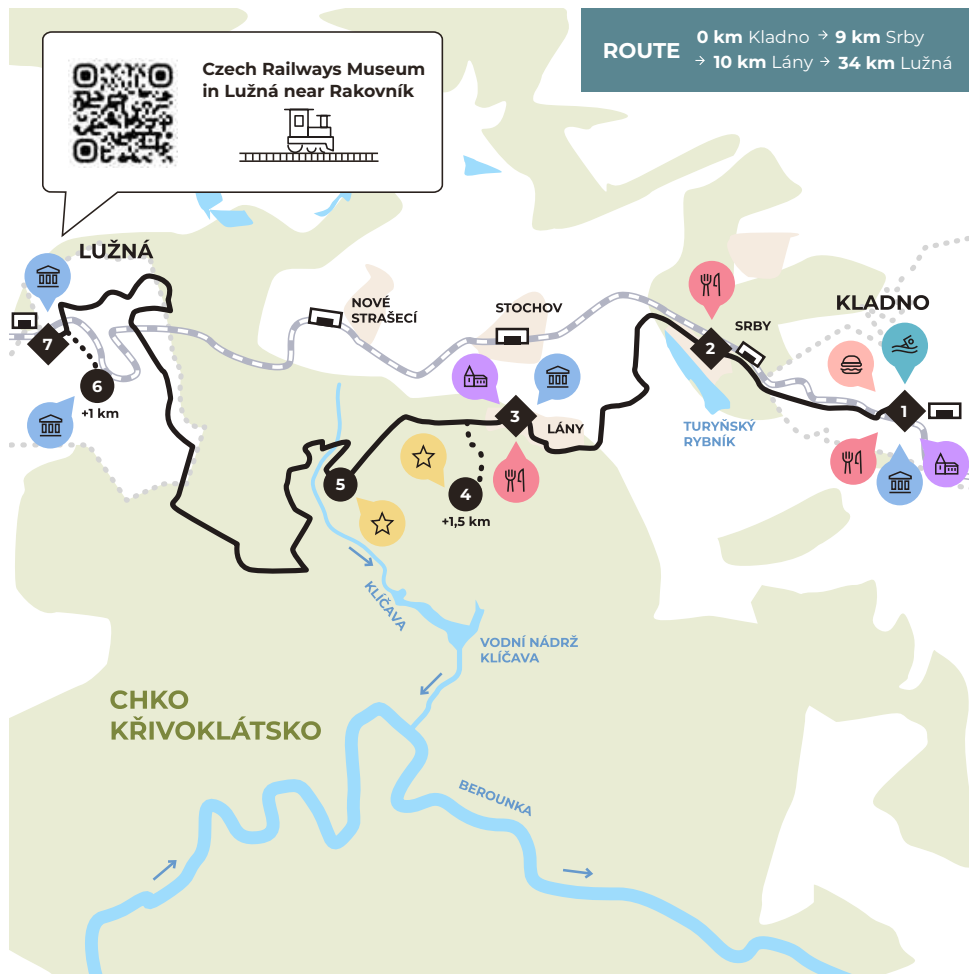 ROUTE
0 km Kladno → 9 km Srby
→ 10 km Lány → 34 km Lužná
Czech Railways Museum
in Lužná near Rakovník
LUŽNÁ
7
6
+1 km
NOVÉ
STRAŠECÍ
STOCHOV
2
SRBY
KLADNO
1
TURYŇSKÝ
RYBNÍK
3
LÁNY
4
+1,5 km
5
KLÍČAVA
VODNÍ NÁDRŽ
KLÍČAVA
CHKO
KŘIVOKLÁTSKO
BEROUNKA